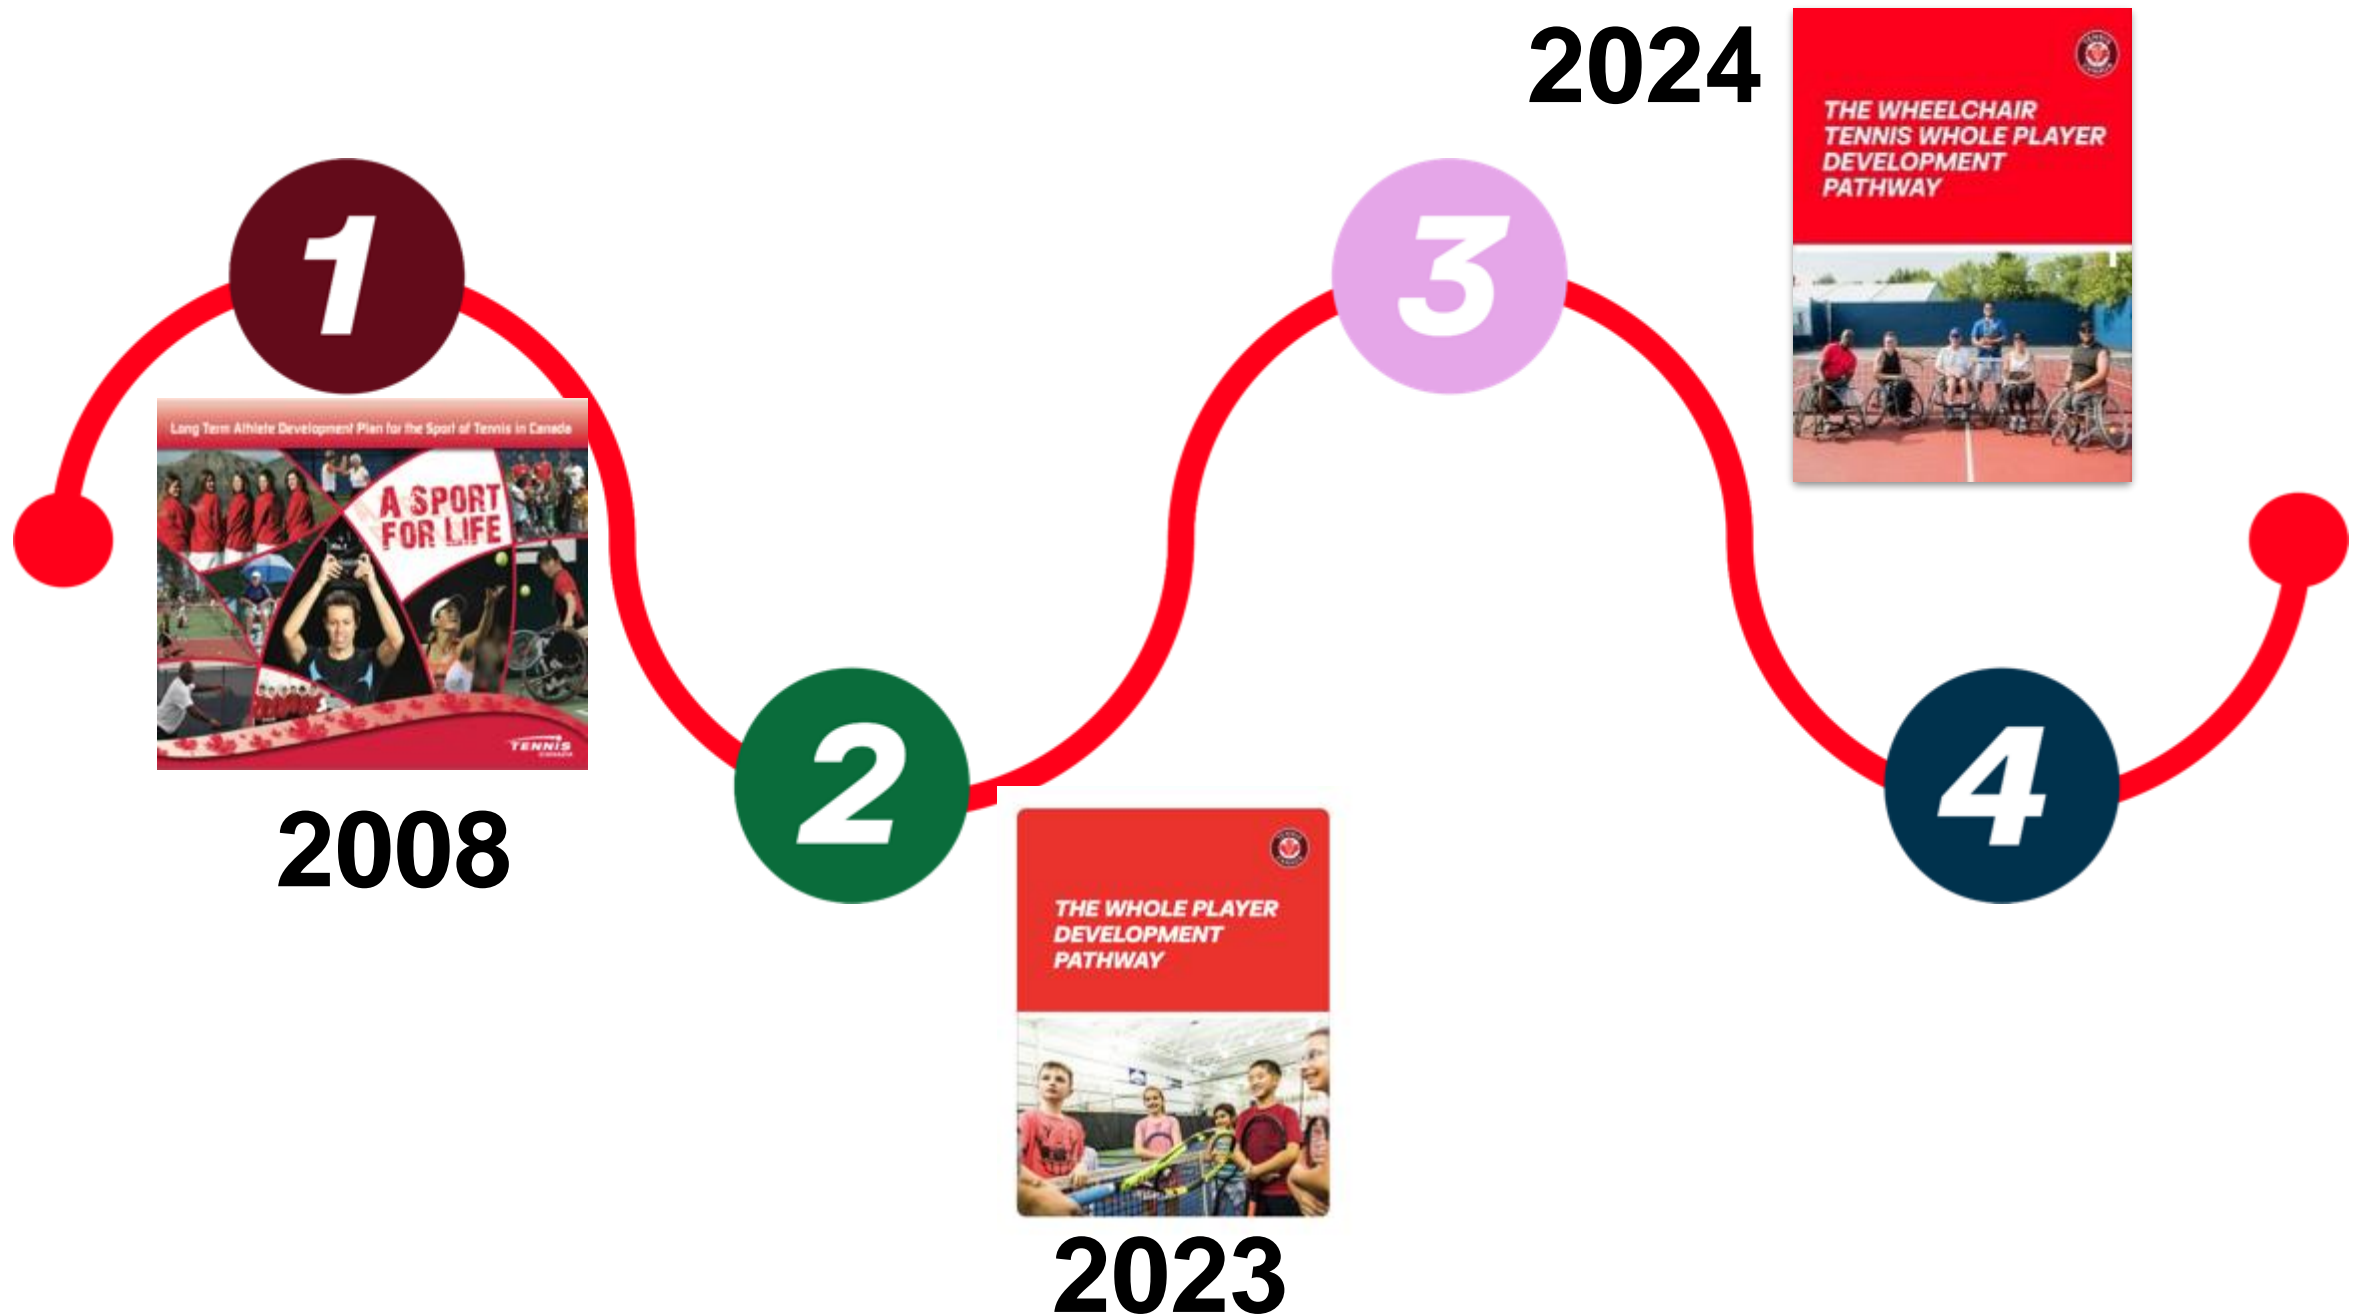 2024
THE WHEELCHAIR
TENNIS WHOLE PLAYER
DEVELOPMENT
PATHWAY
1
3
Long Term Athlete Development Plan for the Sport of Tennis in Canada
A SPORT
FOR LIFE
TENNIS
2008
2
4
THE WHOLE PLAYER
DEVELOPMENT
PATHWAY
2023